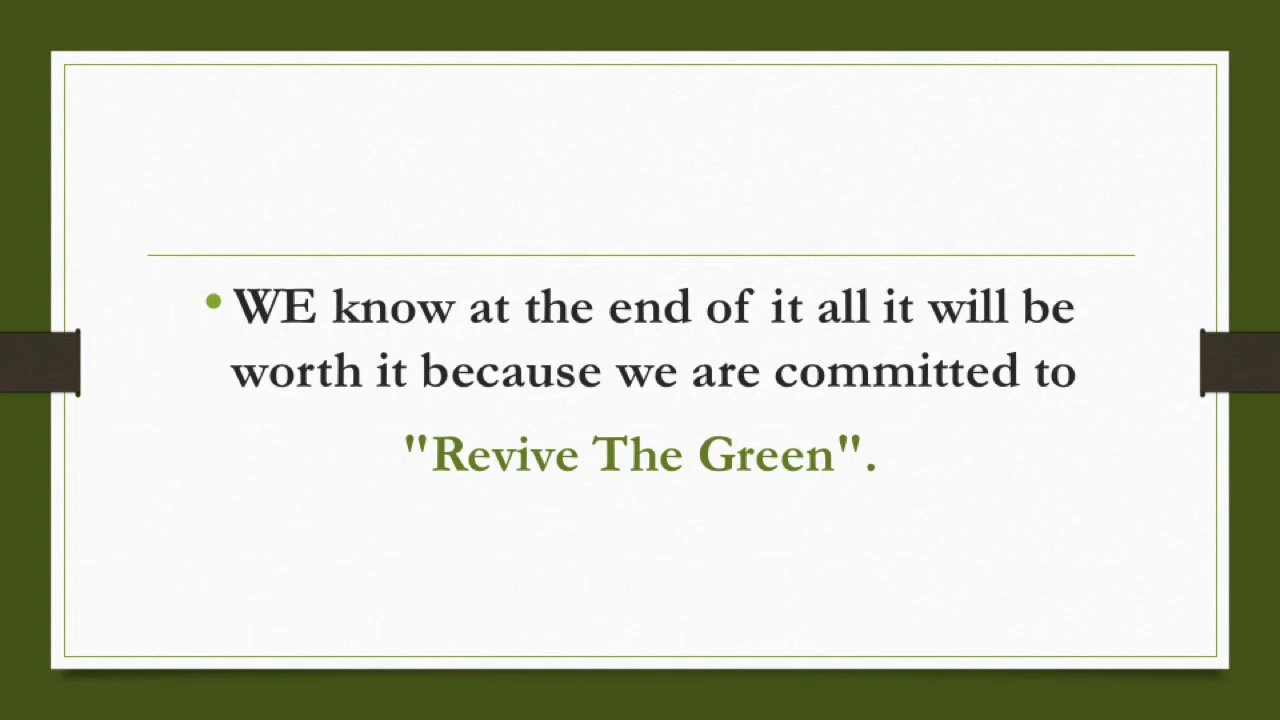 • WE know at the end of it all it will be
worth it because we are committed to
"Revive The Green".